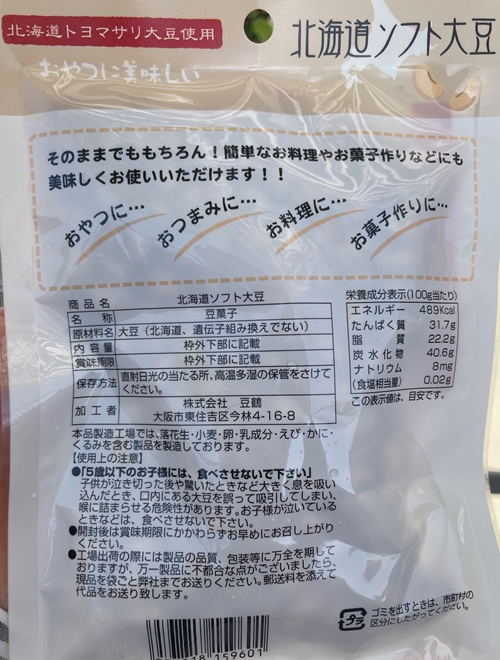 北海道トヨマサリ大豆使用
北海道ソフト大豆
おやつに美味しい
そのままでももちろん！簡単なお料理やお菓子作りなどにも
美味しくお使いいただけます！！
おやつに…
おつまみに…
お料理に…
お菓子作りに…
商品名 北海道ソフト大豆
名称 豆菓子
原材料名 大豆（北海道、遺伝子組み換えでない）
内容量 枠外下部に記載
賞味期限 枠外下部に記載
保存方法 直射日光の当たる所、高温多湿の保管をさけて
ください。
加工者 株式会社 豆鶴
大阪市東住吉区今林4-16-8
栄養成分表示(100g当たり)
エネルギー 489Kcal
たんぱく質 31.7g
脂質 22.2g
炭水化物 40.6g
ナトリウム 8mg
(食塩相当量) 0.02g
この表示値は、目安です。
本品製造工場では、落花生・小麦・卵・乳成分・えび・かに・
くるみを含む製品を製造しております。
【使用上の注意】
●「5歳以下のお子様には、食べさせないで下さい」
子供が泣き切った後や驚いたときなど大きく息を吸い
込んだとき、口内にある大豆を誤って吸引してしまい、
喉に詰まらせる危険性があります。お子様が泣いている
ときなどは、食べさせないで下さい。
●開封後は賞味期限にかかわらずお早めにお召し上がり
ください。
●工場出荷の際には製品の品質、包装等に万全を期して
おりますが、万一製品に不都合な点がございましたら、
現品を袋ごと弊社までお送りください。郵送料を添えて
代品をお送り致します。
プラ
ゴミを出すときは、市町村の
区分にしたがってください。
159601